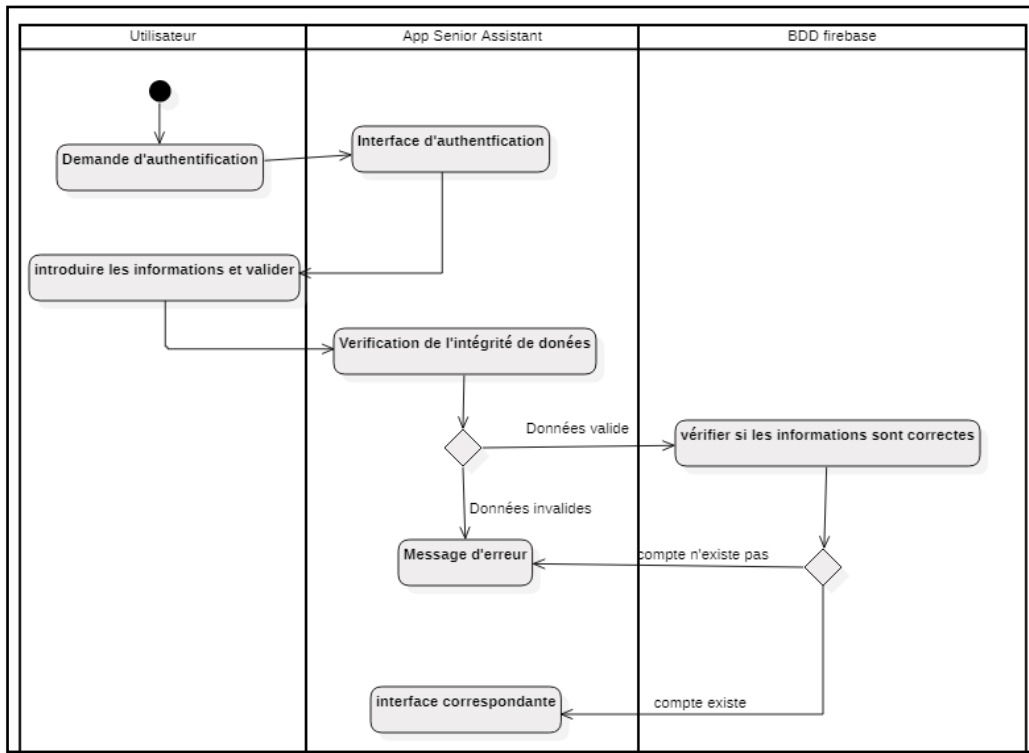 Utilisateur
App Senior Assistant
BDD firebase
Demande d'authentification
Interface d'authentfication
introduire les informations et valider
Verification de l'intégrité de donées
Données valide
vérifier si les informations sont correctes
Données invalides
Message d'erreur
compte n'existe pas
interface correspondante
compte existe